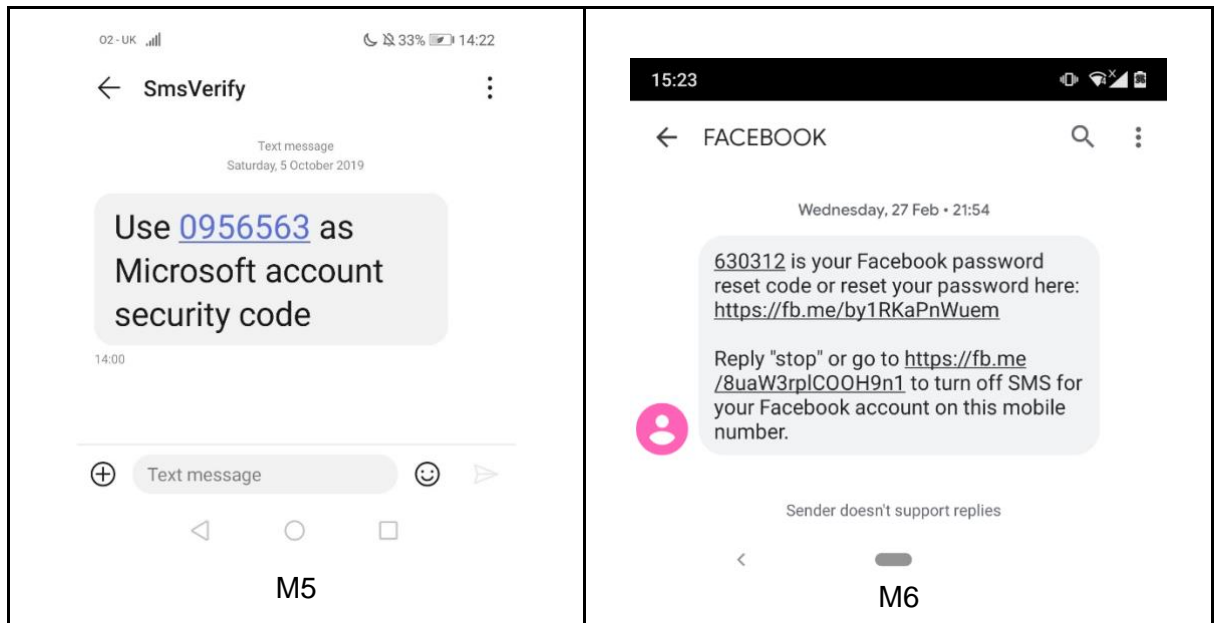 O2-UK 33% 14:22
SmsVerify
Text message
Saturday, 5 October 2019
Use 0956563 as
Microsoft account
security code
14:00
Text message
M5
15:23
FACEBOOK
Wednesday, 27 Feb • 21:54
630312 is your Facebook password
reset code or reset your password here:
https://fb.me/by1RKaPnWuem
Reply "stop" or go to https://fb.me
/8uaW3rplCOOH9n1 to turn off SMS for
your Facebook account on this mobile
number.
Sender doesn't support replies
M6